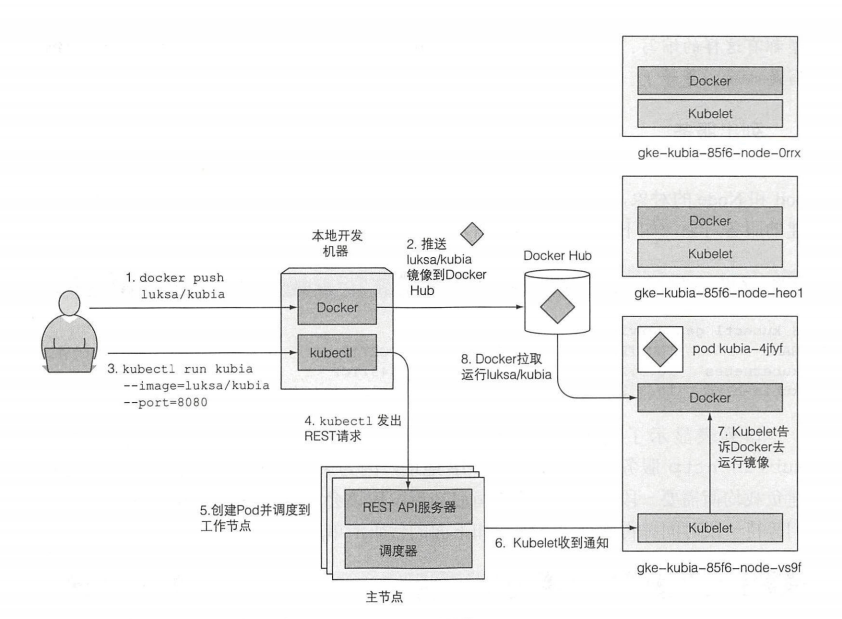 Docker
Kubelet
gke-kubia-85f6-node-0rrx
Docker
Kubelet
gke-kubia-85f6-node-heo1
本地开发
机器
2. 推送
luksa/kubia
镜像到Docker
Hub
Docker Hub
1. docker push
luksa/kubia
Docker
kubectl
3. kubectl run kubia
--image=luksa/kubia
--port=8080
8. Docker拉取
运行luksa/kubia
pod kubia-4jfyf
Docker
7. Kubelet告
诉Docker去
运行镜像
Kubelet
gke-kubia-85f6-node-vs9f
4. kubectl 发出
REST请求
5.创建Pod并调度到
工作节点
REST API服务器
调度器
主节点
6. Kubelet收到通知